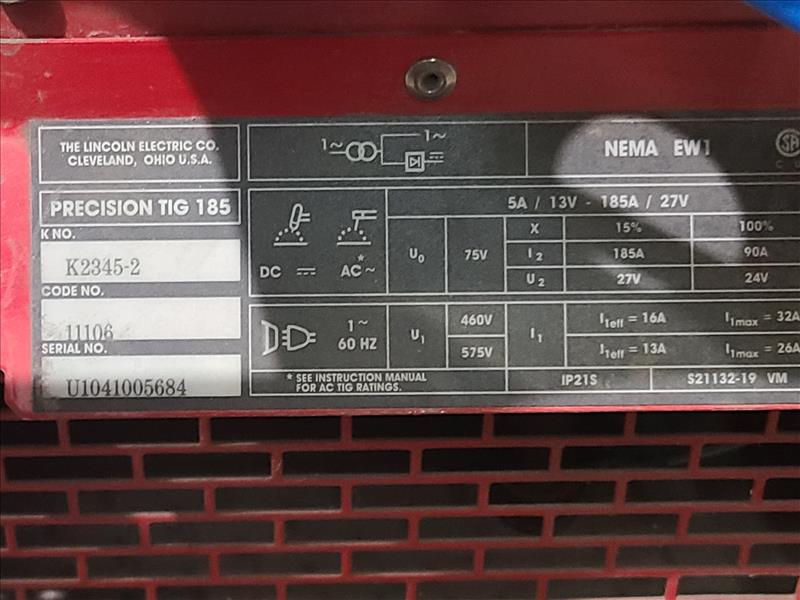 THE LINCOLN ELECTRIC CO.
CLEVELAND, OHIO U.S.A.
PRECISION TIG 185
K NO.
K2345-2
CODE NO.
11106
SERIAL NO.
U1041005684
1~ 1~
NEMA EW1
SA
DC AC*~
5A / 13V - 185A / 27V
U0 75V
X 15% 100%
I2 185A 90A
U2 27V 24V
1~
60 HZ
U1
460V
575V
I1
I1eff = 16A I1max = 32A
I1eff = 13A I1max = 26A
* SEE INSTRUCTION MANUAL
FOR AC TIG RATINGS.
IP21S
S21132-19 VM